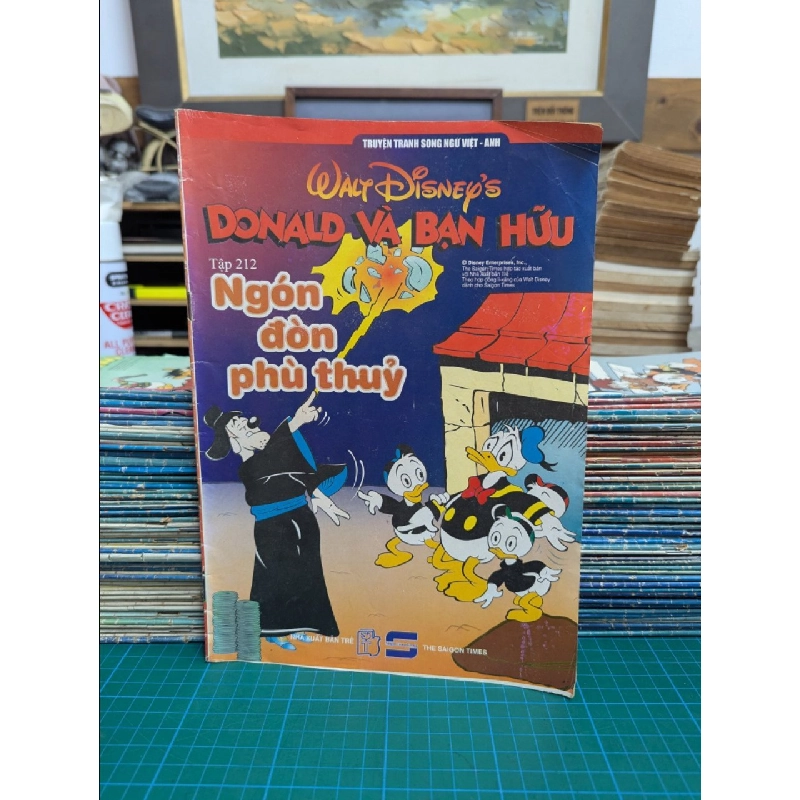 TRUYỆN TRANH SONG NGỮ VIỆT - ANH
WALT DISNEY'S
DONALD VÀ BẠN HỮU
Tập 212
© Disney Enterprises, Inc.
Ngón
đòn
phù thuỷ
NHÀ XUẤT BẢN TRẺ
THE SAIGON TIMES